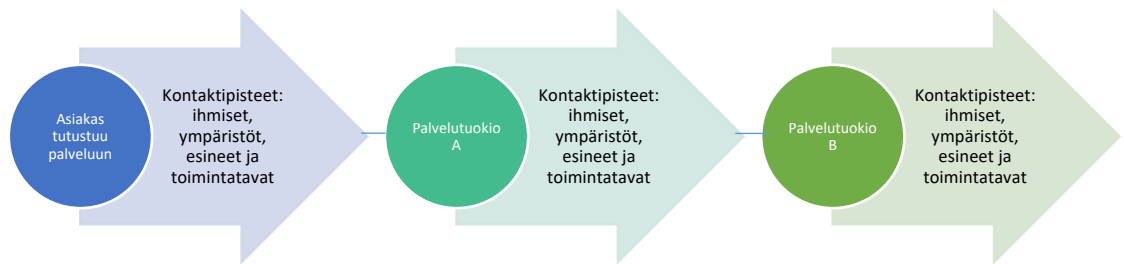 Asiakas
tutustuu
palveluun
Kontaktipisteet:
ihmiset,
ympäristöt,
esineet ja
toimintatavat
Palvelutuokio
A
Kontaktipisteet:
ihmiset,
ympäristöt,
esineet ja
toimintatavat
Palvelutuokio
B
Kontaktipisteet:
ihmiset,
ympäristöt,
esineet ja
toimintatavat